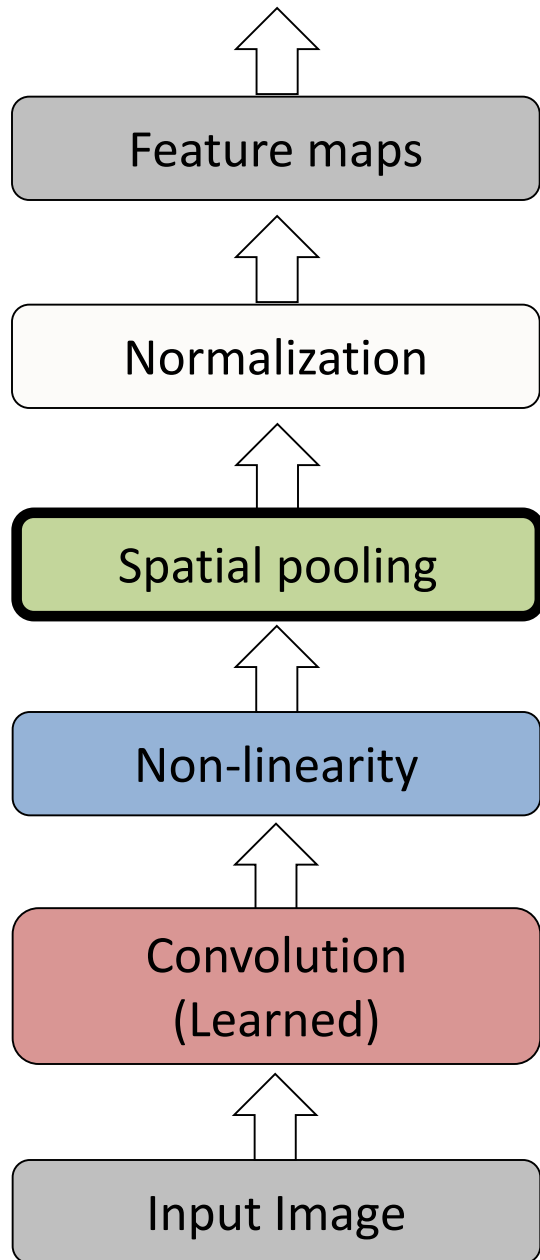 Feature maps
Normalization
Spatial pooling
Non-linearity
Convolution
(Learned)
Input Image